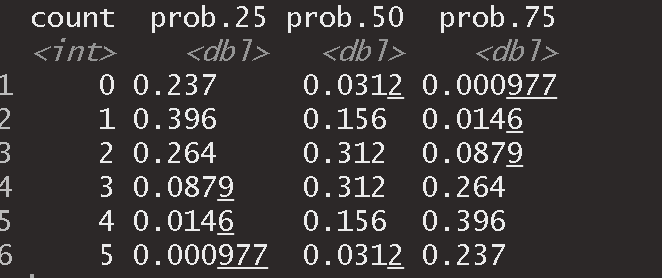 count prob.25 prob.50 prob.75
<int> <dbl> <dbl> <dbl>
1 0 0.237 0.0312 0.000977
2 1 0.396 0.156 0.0146
3 2 0.264 0.312 0.0879
4 3 0.0879 0.312 0.264
5 4 0.0146 0.156 0.396
6 5 0.000977 0.0312 0.237